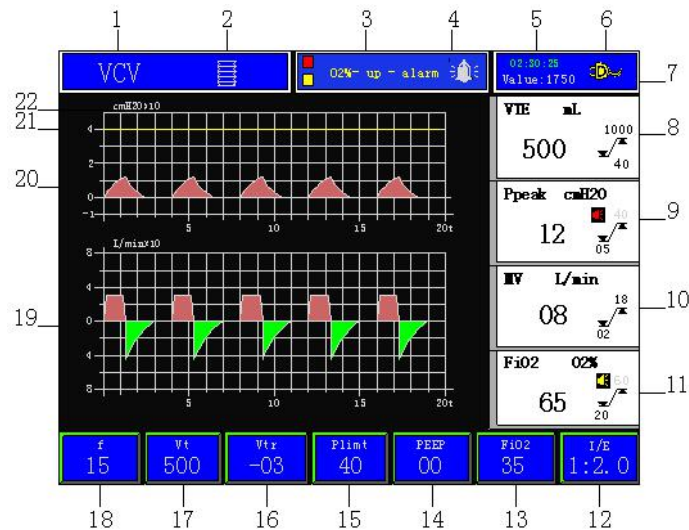 1 2 3 4 5 6
VCV
O2%- up - alarm
02:30:25
Value:1750
7
22
cmH2O×10
21
4
2
0
-1
5 10 15 20t
20
VTE mL
500
1000
40
8
Ppeak cmH2O
12
40
05
9
L/min×10
8
4
0
4
8
5 10 15 20t
19
MV L/min
08
18
02
10
FiO2 O2%
65
60
20
11
f
15
Vt
500
Vtr
-03
Plimt
40
PEEP
00
FiO2
35
I/E
1:2.0
18 17 16 15 14 13 12